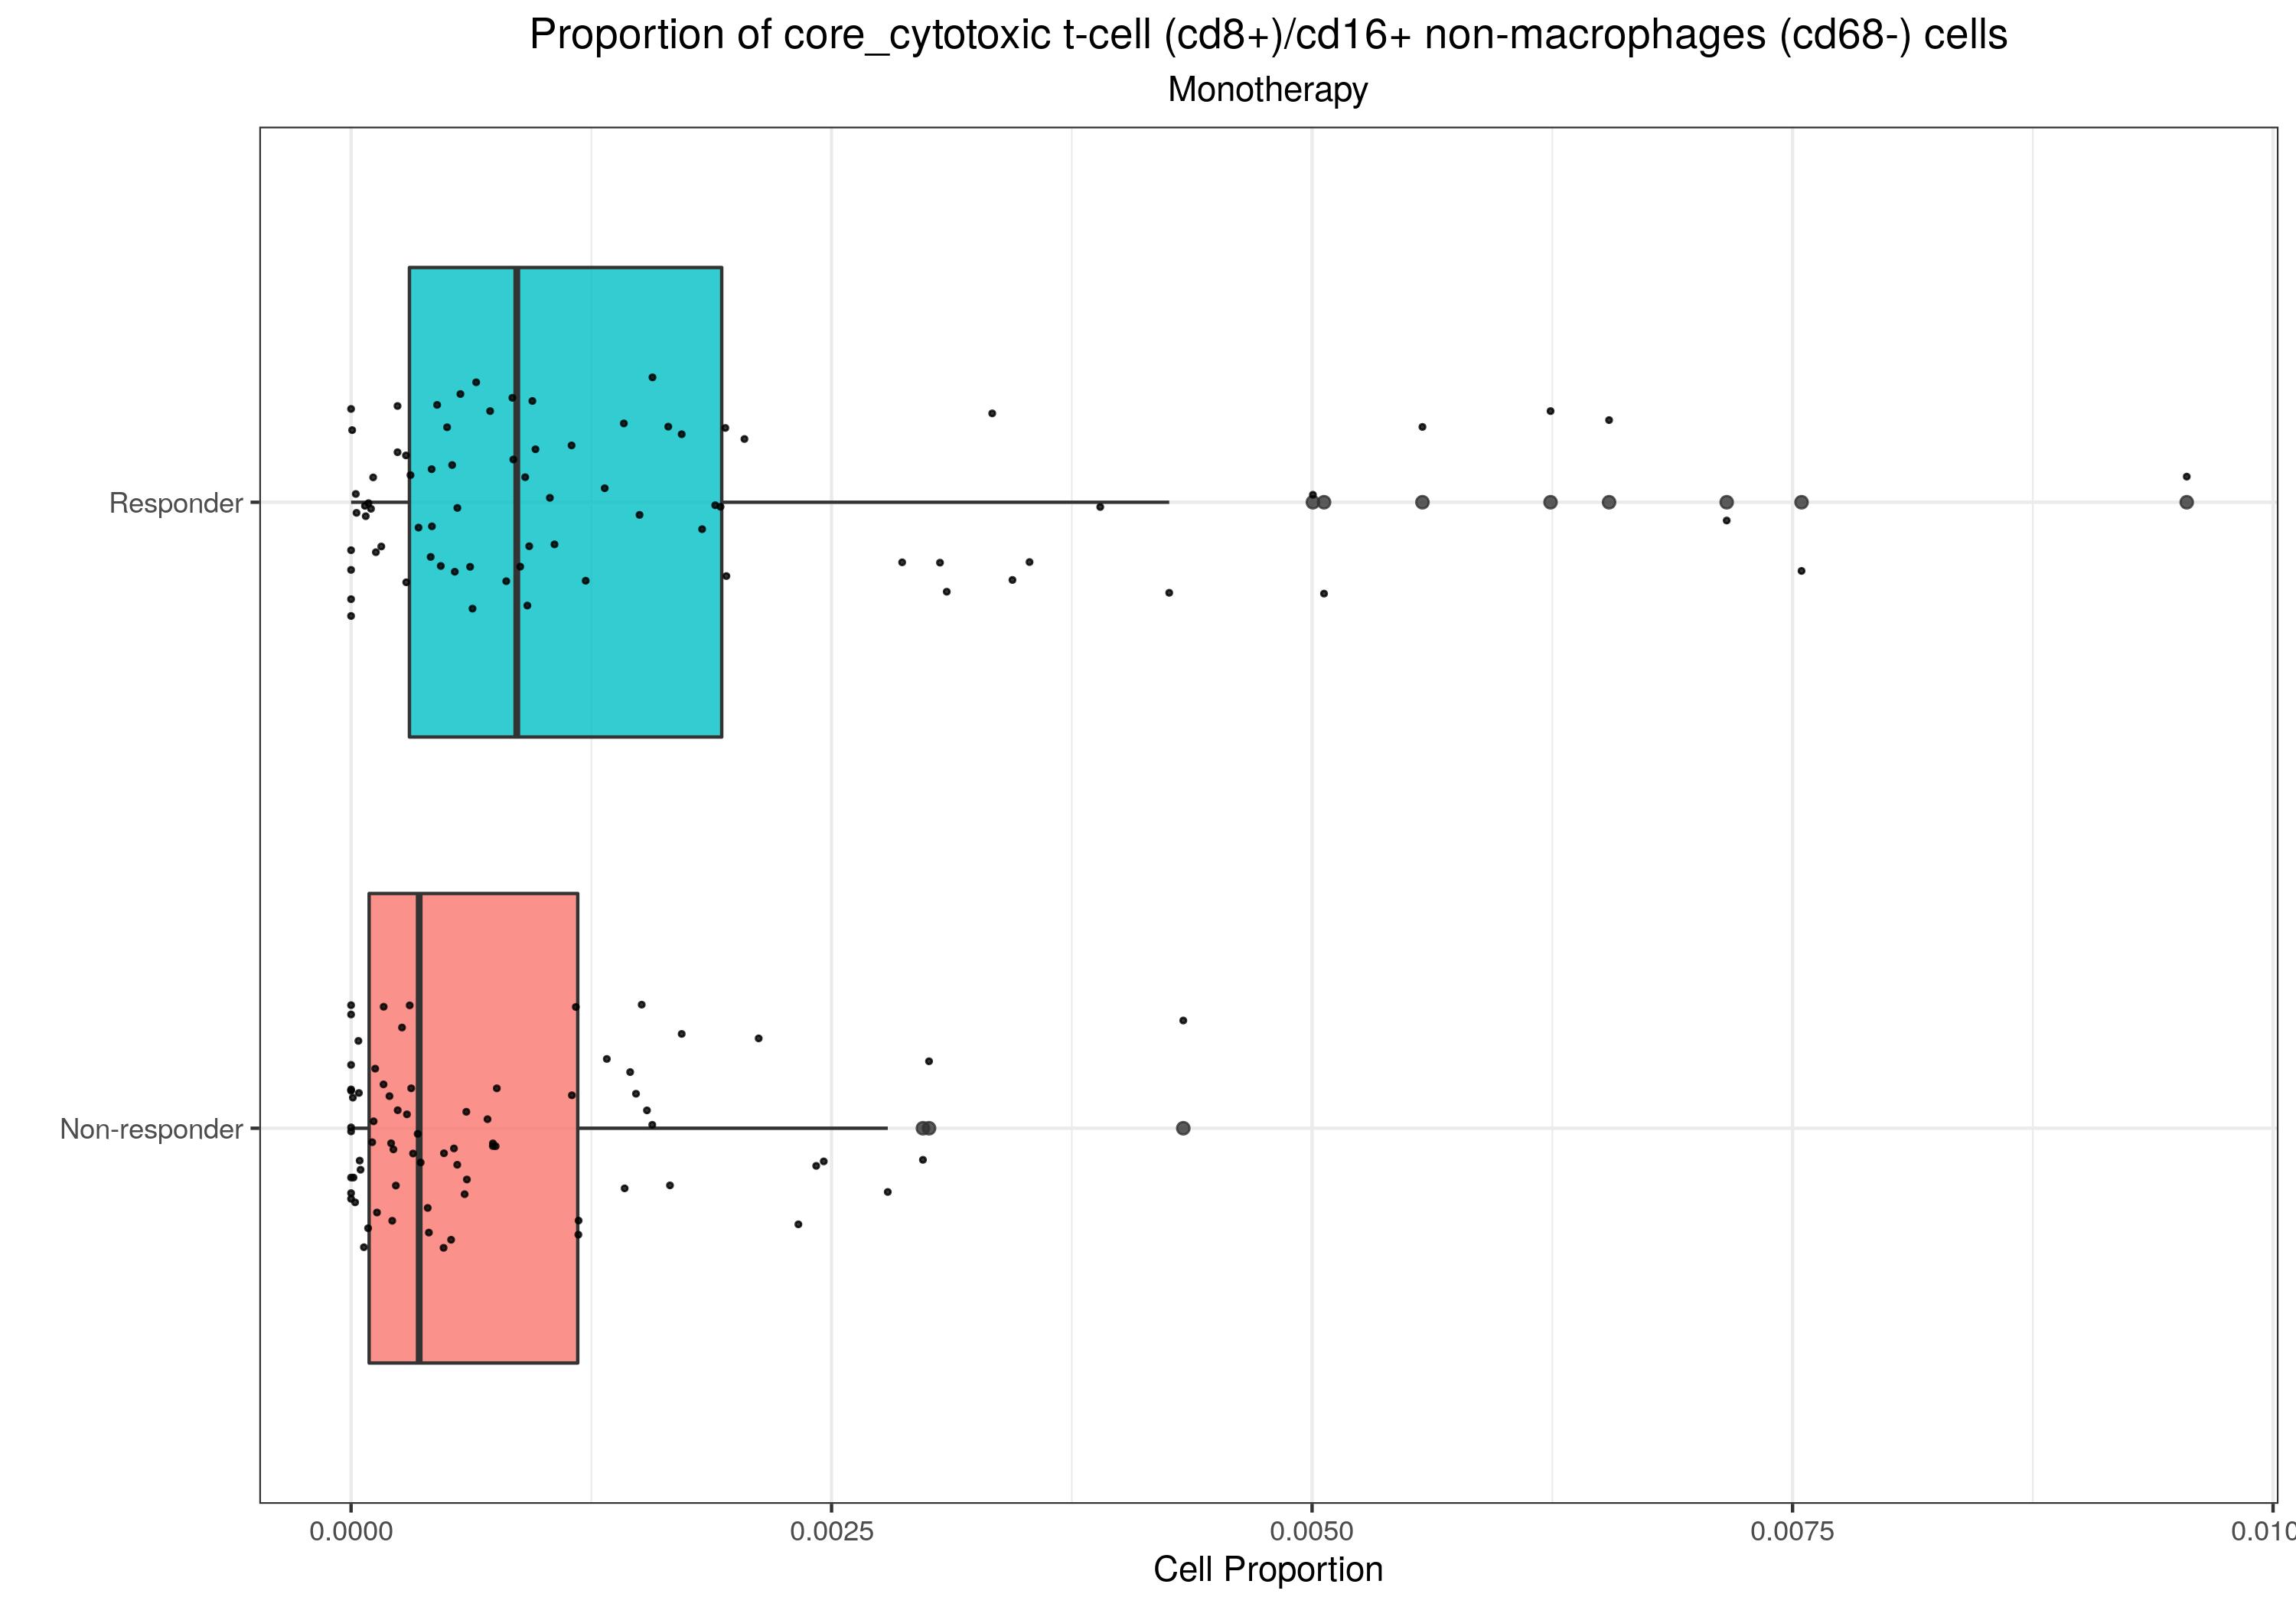 Proportion of core_cytotoxic t-cell (cd8+)/cd16+ non-macrophages (cd68-) cells
Monotherapy
Responder
Non-responder
0.0000 0.0025 0.0050 0.0075 0.010
Cell Proportion